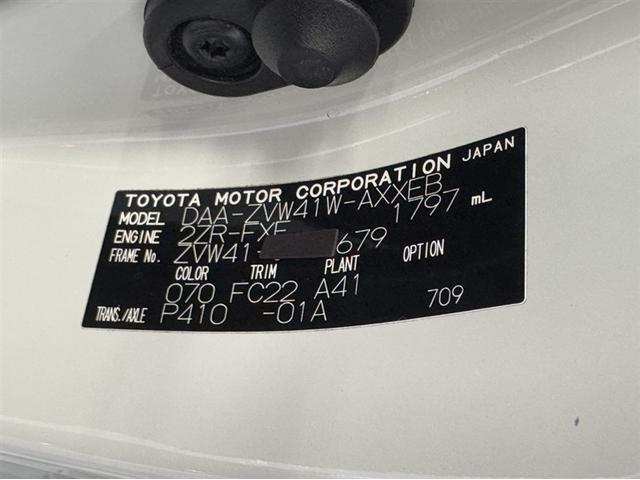 TOYOTA MOTOR CORPORATION JAPAN
MODEL DAA-ZVW41W-AXXEB
ENGINE 2ZR-FXE 1797 mL
FRAME No. ZVW41- 679
COLOR TRIM PLANT OPTION
070 FC22 A41
TRANS./AXLE P410 -01A 709